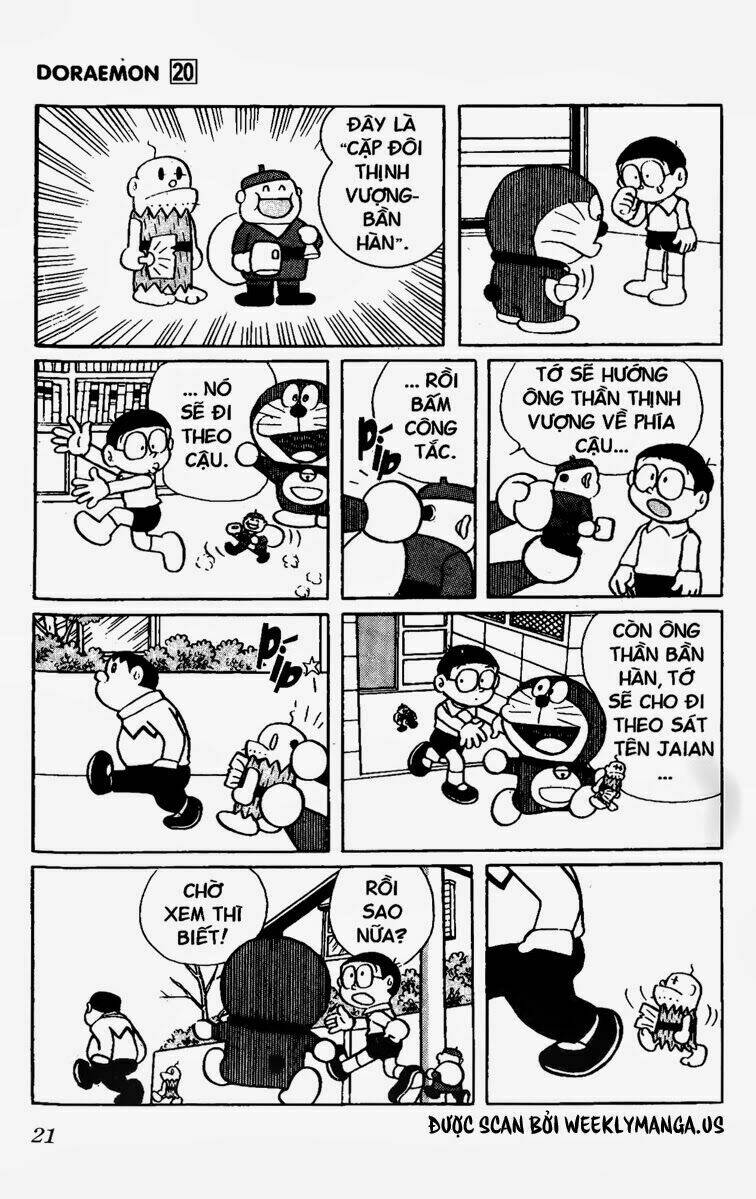 DORAEMON 20
ĐÂY LÀ
"CẶP ĐÔI
THỊNH
VƯỢNG-
BẦN
HÀN".
TỚ SẼ HƯỚNG
ÔNG THẦN THỊNH
VƯỢNG VỀ PHÍA
CẬU...
... RỒI
BẤM
CÔNG
TẮC.
PÍP
... NÓ
SẼ ĐI
THEO
CẬU.
CÒN ÔNG
THẦN BẦN
HÀN, TỚ
SẼ CHO ĐI
THEO SÁT
TÊN JAIAN
...
PÍP
RỒI
SAO
NỮA?
CHỜ
XEM THÌ
BIẾT!
21
ĐƯỢC SCAN BỞI WEEKLYMANGA.US